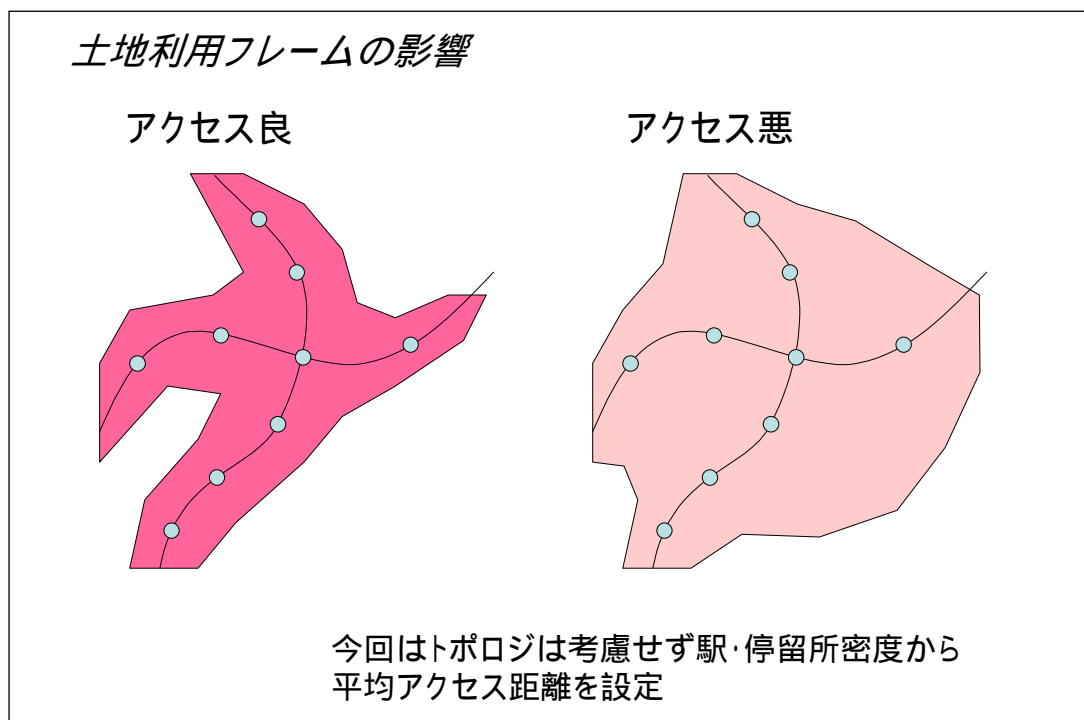 土地利用フレームの影響
アクセス良
アクセス悪
今回はトポロジは考慮せず駅・停留所密度から
平均アクセス距離を設定